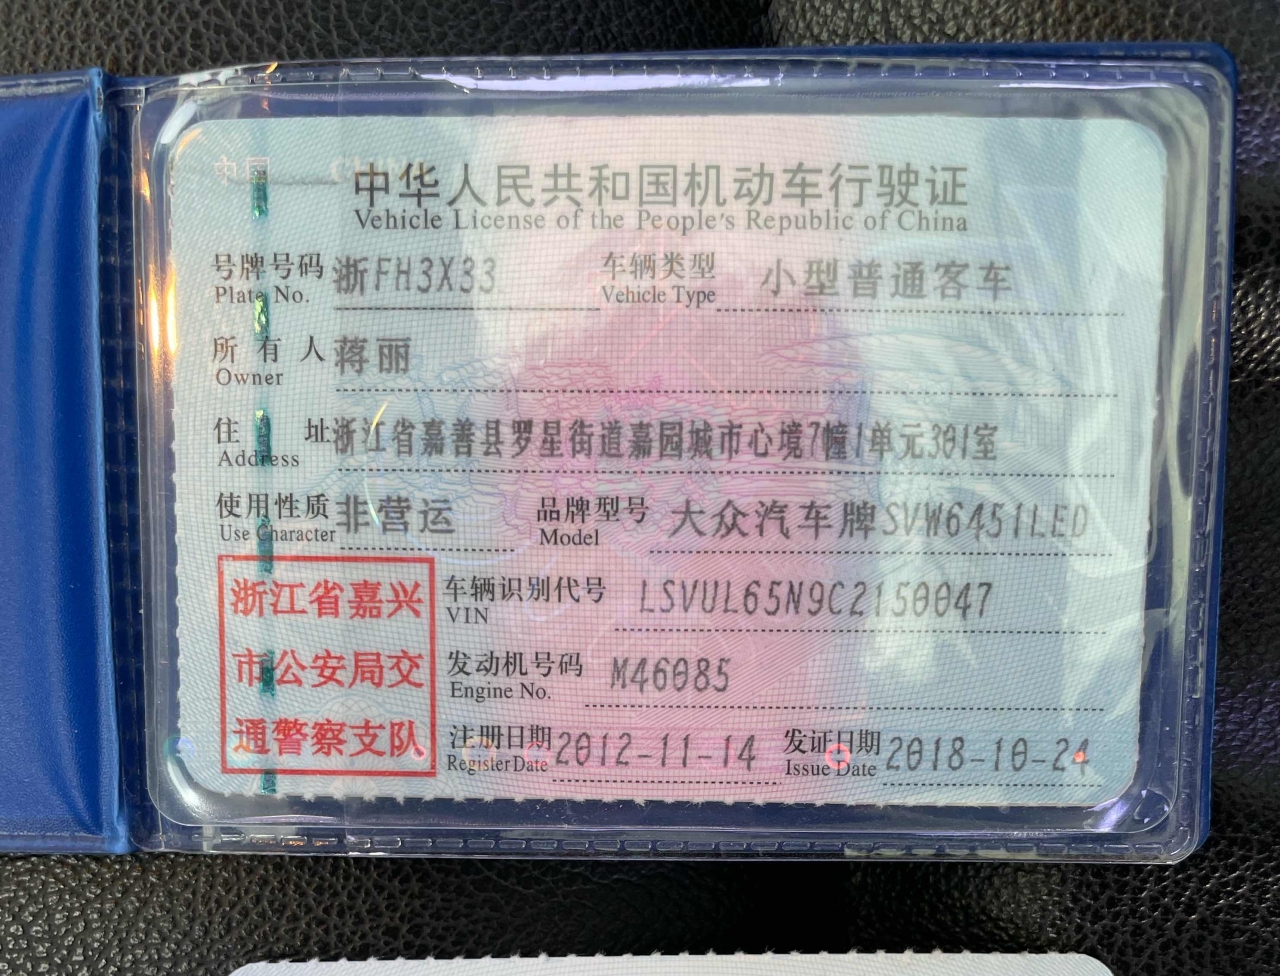 中华人民共和国机动车行驶证
Vehicle License of the People's Republic of China
号牌号码 浙FH3X33 车辆类型 小型普通客车
Plate No. Vehicle Type
所有人 蒋丽
Owner
住址 浙江省嘉善县罗星街道嘉园城市心境7幢1单元301室
Address
使用性质 非营运 品牌型号 大众汽车牌SVW6451LED
Use Character Model
浙江省嘉兴
市公安局交
通警察支队
车辆识别代号 LSVUL65N9C2150047
VIN
发动机号码 M46085
Engine No.
注册日期 2012-11-14 发证日期 2018-10-24
Register Date Issue Date